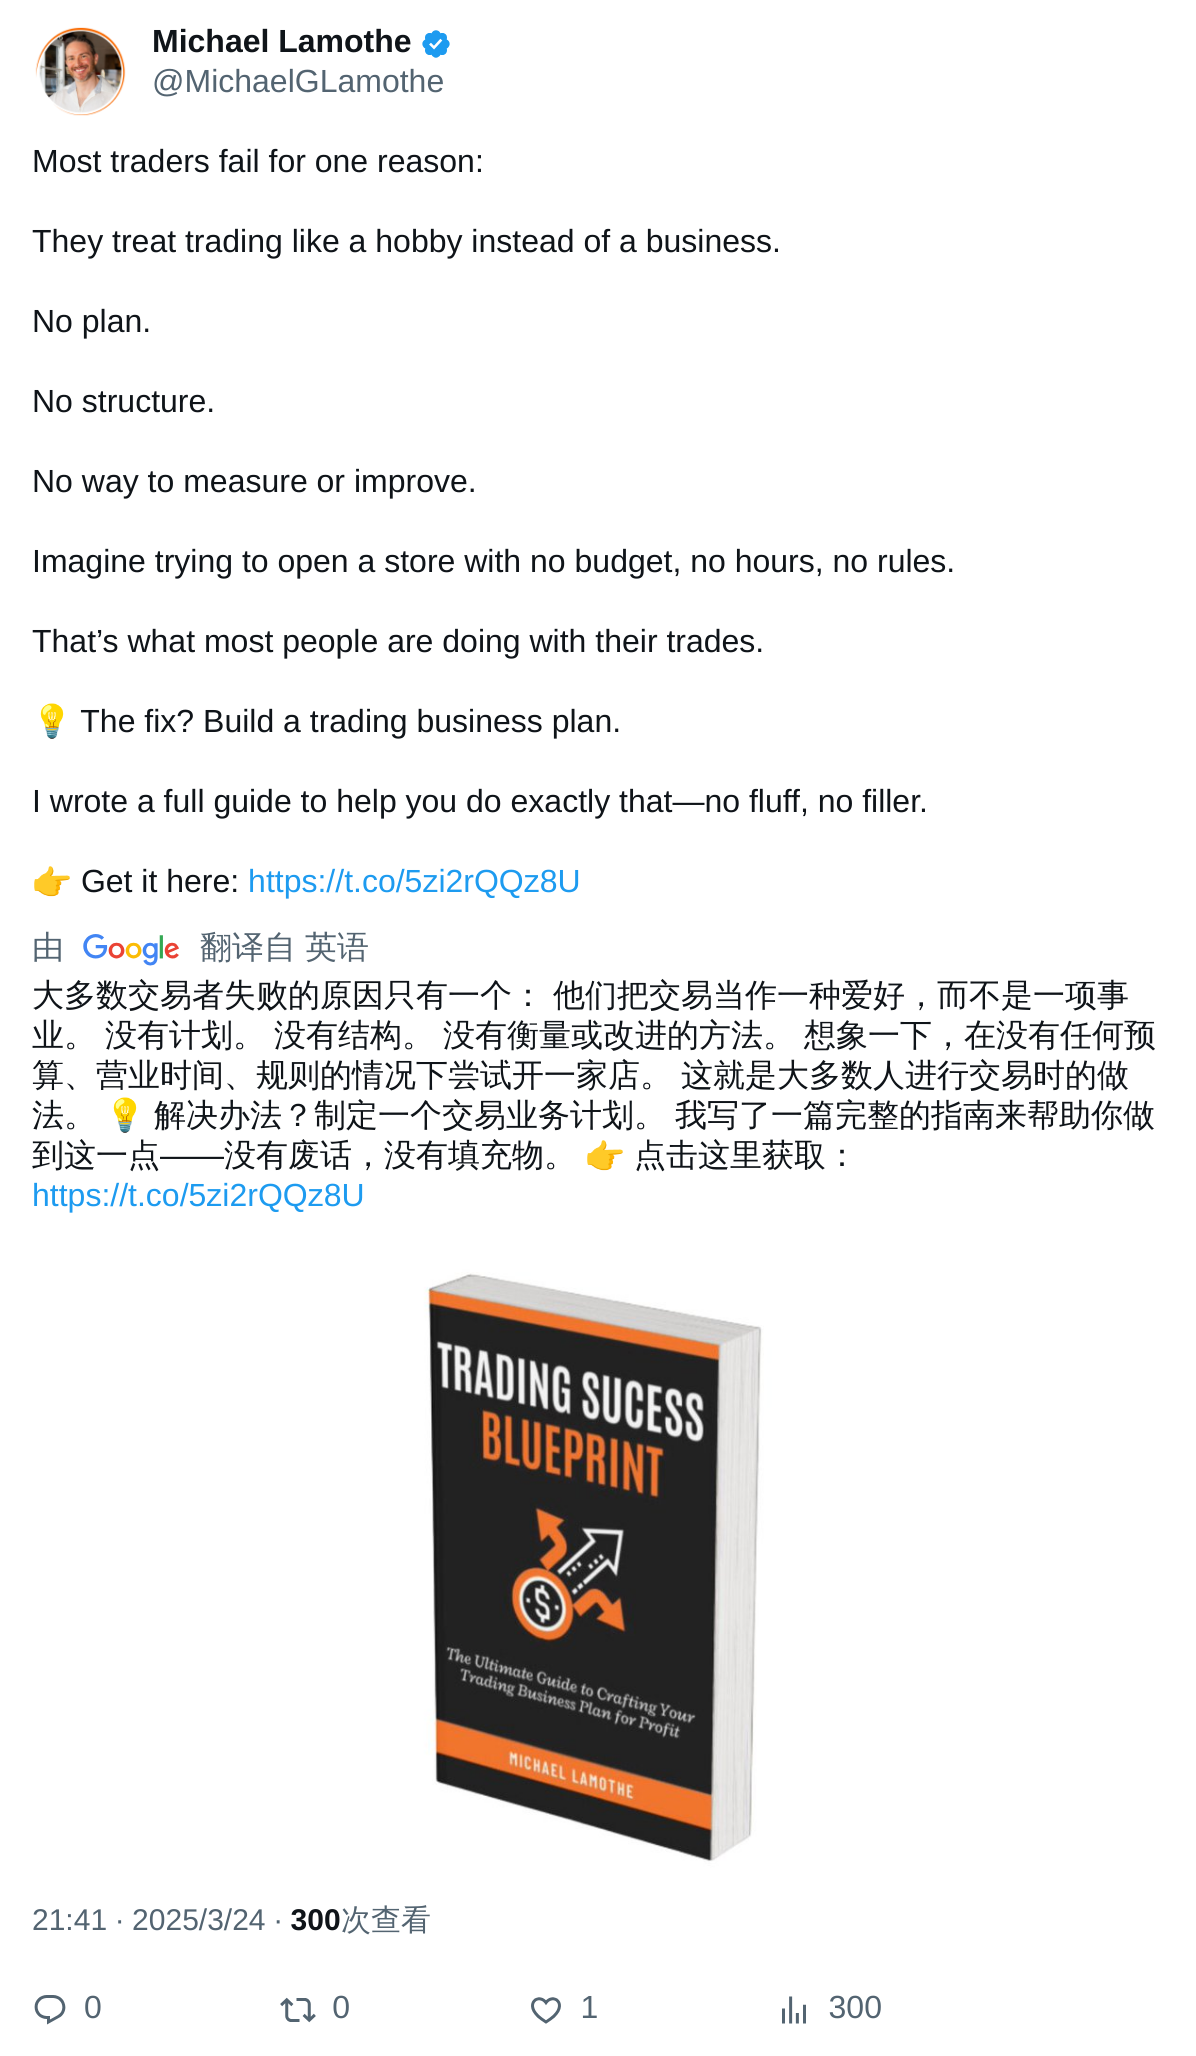 Michael Lamothe
@MichaelGLamothe
Most traders fail for one reason:
They treat trading like a hobby instead of a business.
No plan.
No structure.
No way to measure or improve.
Imagine trying to open a store with no budget, no hours, no rules.
That’s what most people are doing with their trades.
💡 The fix? Build a trading business plan.
I wrote a full guide to help you do exactly that—no fluff, no filler.
👉 Get it here: https://t.co/5zi2rQQz8U
由 Google 翻译自 英语
大多数交易者失败的原因只有一个： 他们把交易当作一种爱好，而不是一项事
业。 没有计划。 没有结构。 没有衡量或改进的方法。 想象一下，在没有任何预
算、营业时间、规则的情况下尝试开一家店。 这就是大多数人进行交易时的做
法。 💡 解决办法？制定一个交易业务计划。 我写了一篇完整的指南来帮助你做
到这一点——没有废话，没有填充物。 👉 点击这里获取：
https://t.co/5zi2rQQz8U
TRADING SUCESS
BLUEPRINT
$
The Ultimate Guide to Crafting Your
Trading Business Plan for Profit
MICHAEL LAMOTHE
21:41 · 2025/3/24 · 300次查看
0 0 1 300